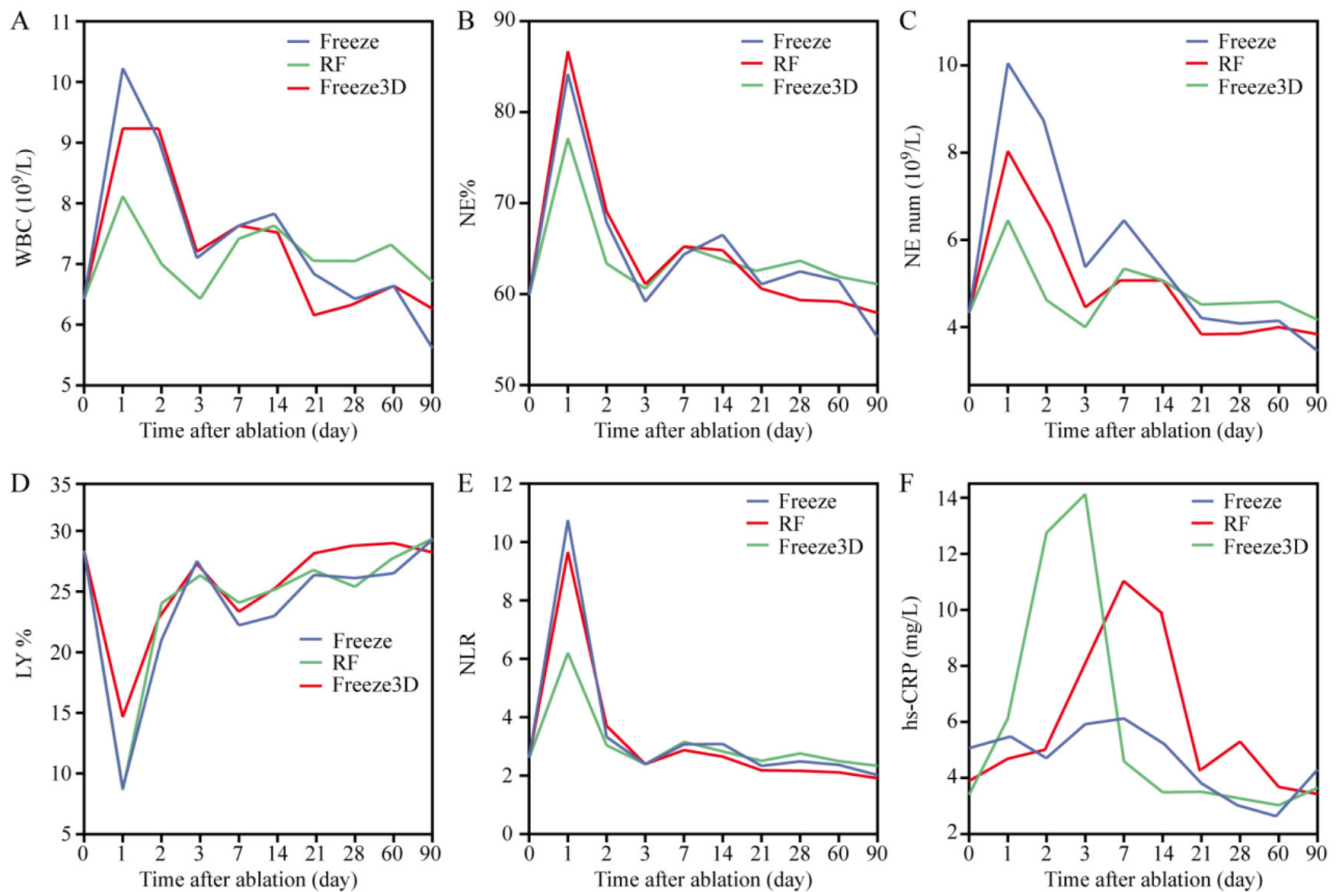 A
WBC (10⁹/L)
11
10
9
8
7
6
5
Freeze
RF
Freeze3D
0 1 2 3 7 14 21 28 60 90
Time after ablation (day)
B
NE%
90
80
70
60
50
Freeze
RF
Freeze3D
0 1 2 3 7 14 21 28 60 90
Time after ablation (day)
C
NE num (10⁹/L)
10
8
6
4
Freeze
RF
Freeze3D
0 1 2 3 7 14 21 28 60 90
Time after ablation (day)
D
LY %
35
30
25
20
15
10
5
Freeze
RF
Freeze3D
0 1 2 3 7 14 21 28 60 90
Time after ablation (day)
E
NLR
12
10
8
6
4
2
0
Freeze
RF
Freeze3D
0 1 2 3 7 14 21 28 60 90
Time after ablation (day)
F
hs-CRP (mg/L)
14
12
10
8
6
4
2
Freeze
RF
Freeze3D
0 1 2 3 7 14 21 28 60 90
Time after ablation (day)